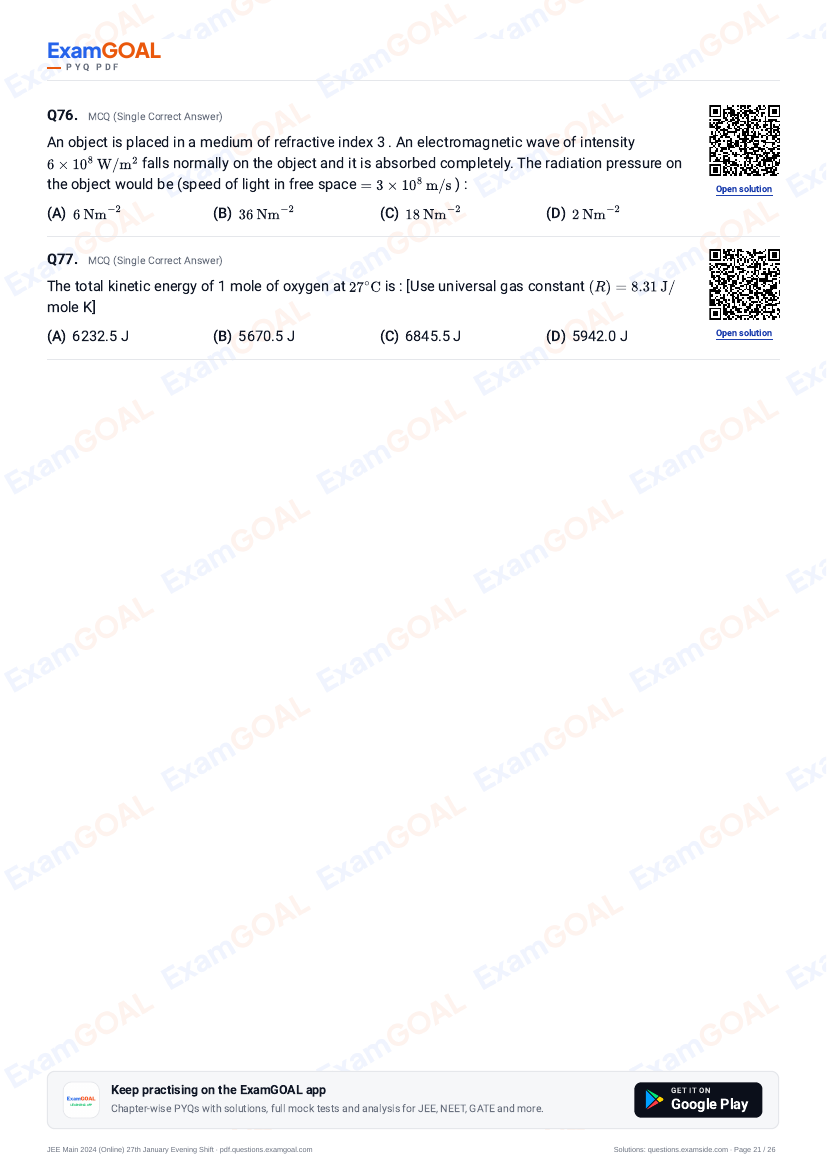 ExamGOAL
PYQ PDF
Q76. MCQ (Single Correct Answer)
An object is placed in a medium of refractive index 3 . An electromagnetic wave of intensity
6 × 10⁸ W/m² falls normally on the object and it is absorbed completely. The radiation pressure on
the object would be (speed of light in free space = 3 × 10⁸ m/s ) :
(A) 6 Nm⁻² (B) 36 Nm⁻² (C) 18 Nm⁻² (D) 2 Nm⁻²
Open solution
Q77. MCQ (Single Correct Answer)
The total kinetic energy of 1 mole of oxygen at 27°C is : [Use universal gas constant (R) = 8.31 J/
mole K]
(A) 6232.5 J (B) 5670.5 J (C) 6845.5 J (D) 5942.0 J
Open solution
ExamGOAL
Keep practising on the ExamGOAL app
Chapter-wise PYQs with solutions, full mock tests and analysis for JEE, NEET, GATE and more.
GET IT ON
Google Play
JEE Main 2024 (Online) 27th January Evening Shift · pdf.questions.examgoal.com
Solutions: questions.examside.com · Page 21 / 26